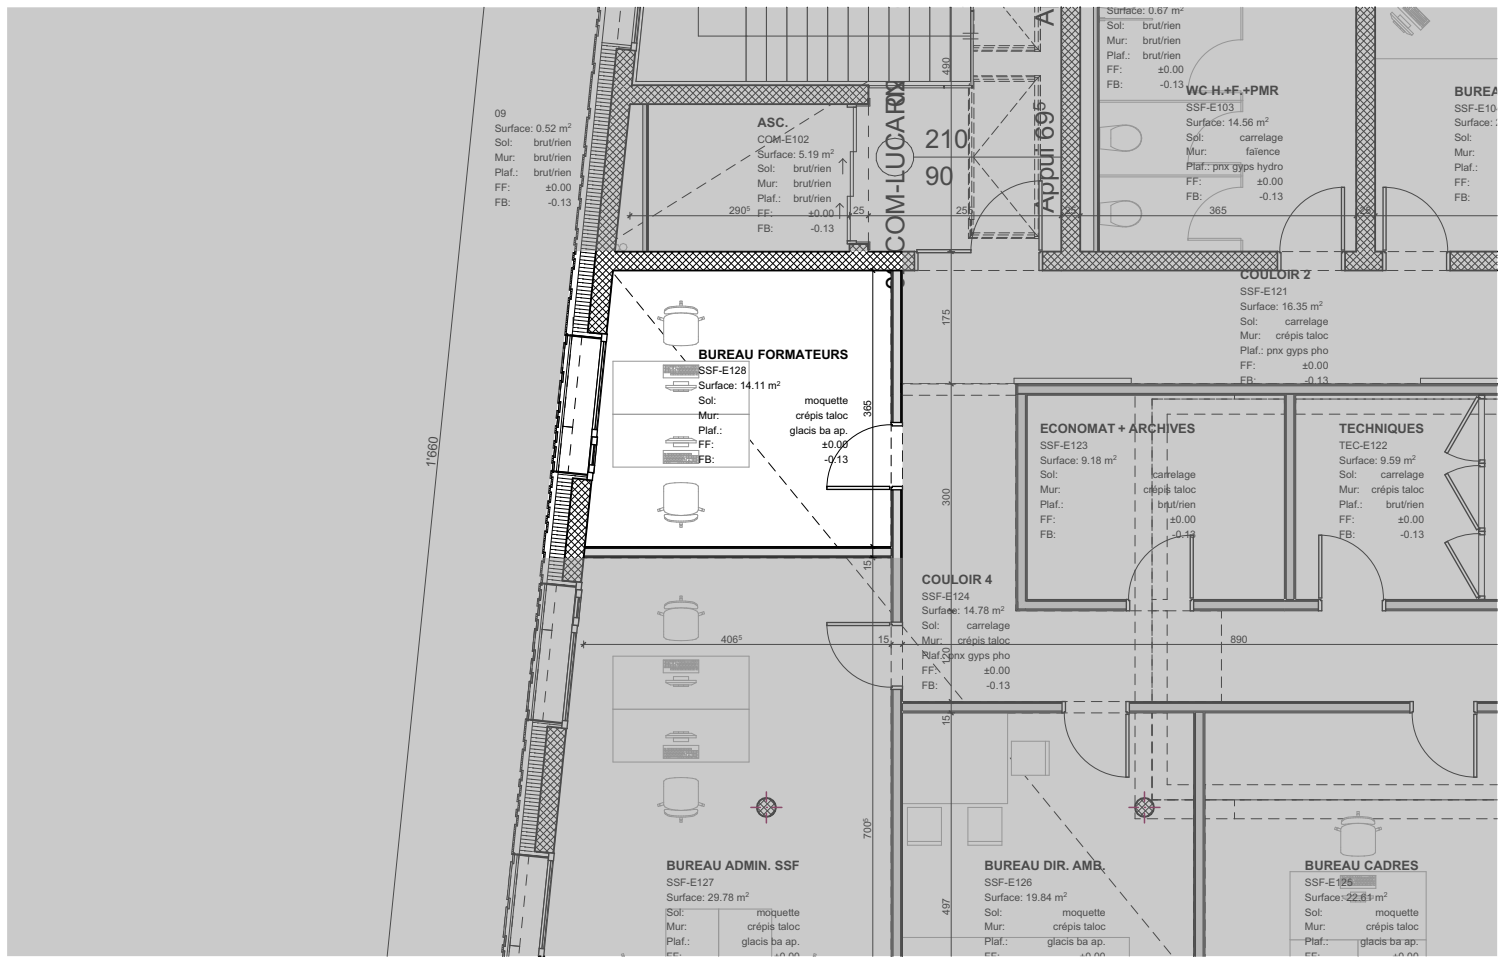 Surface: 0.67 m²
Sol: brut/rien
Mur: brut/rien
Plaf.: brut/rien
FF: ±0.00
FB: -0.13
490
09
Surface: 0.52 m²
Sol: brut/rien
Mur: brut/rien
Plaf.: brut/rien
FF: ±0.00
FB: -0.13
ASC.
COM-E102
Surface: 5.19 m²
Sol: brut/rien
Mur: brut/rien
Plaf.: brut/rien
FF: ±0.00
FB: -0.13
210
90
Appui 69⁵
WC H.+F.+PMR
SSF-E103
Surface: 14.56 m²
Sol: carrelage
Mur: faïence
Plaf.: pnx gyps hydro
FF: ±0.00
FB: -0.13
Sol:
Mur:
Plaf.:
FF:
FB:
290⁵
25
25
365
25
COULOIR 2
SSF-E121
Surface: 16.35 m²
Sol: carrelage
Mur: crépis taloc
Plaf.: pnx gyps pho
FF: ±0.00
FB: -0.13
175
BUREAU FORMATEURS
SSF-E128
Surface: 14.11 m²
Sol: moquette
Mur: crépis taloc
Plaf.: glacis ba ap.
FF: ±0.00
FB: -0.13
365
1'660
300
ECONOMAT + ARCHIVES
SSF-E123
Surface: 9.18 m²
Sol: carrelage
Mur: crépis taloc
Plaf.: brut/rien
FF: ±0.00
FB: -0.13
TECHNIQUES
TEC-E122
Surface: 9.59 m²
Sol: carrelage
Mur: crépis taloc
Plaf.: brut/rien
FF: ±0.00
FB: -0.13
15
COULOIR 4
SSF-E124
Surface: 14.78 m²
Sol: carrelage
Mur: crépis taloc
Plaf.: pnx gyps pho
FF: ±0.00
FB: -0.13
406⁵
15
120
890
15
700⁵
497
BUREAU ADMIN. SSF
SSF-E127
Surface: 29.78 m²
Sol: moquette
Mur: crépis taloc
Plaf.: glacis ba ap.
FF: ±0.00
BUREAU DIR. AMB.
SSF-E126
Surface: 19.84 m²
Sol: moquette
Mur: crépis taloc
Plaf.: glacis ba ap.
FF: ±0.00
BUREAU CADRES
SSF-E125
Surface: 22.61 m²
Sol: moquette
Mur: crépis taloc
Plaf.: glacis ba ap.
FF: ±0.00